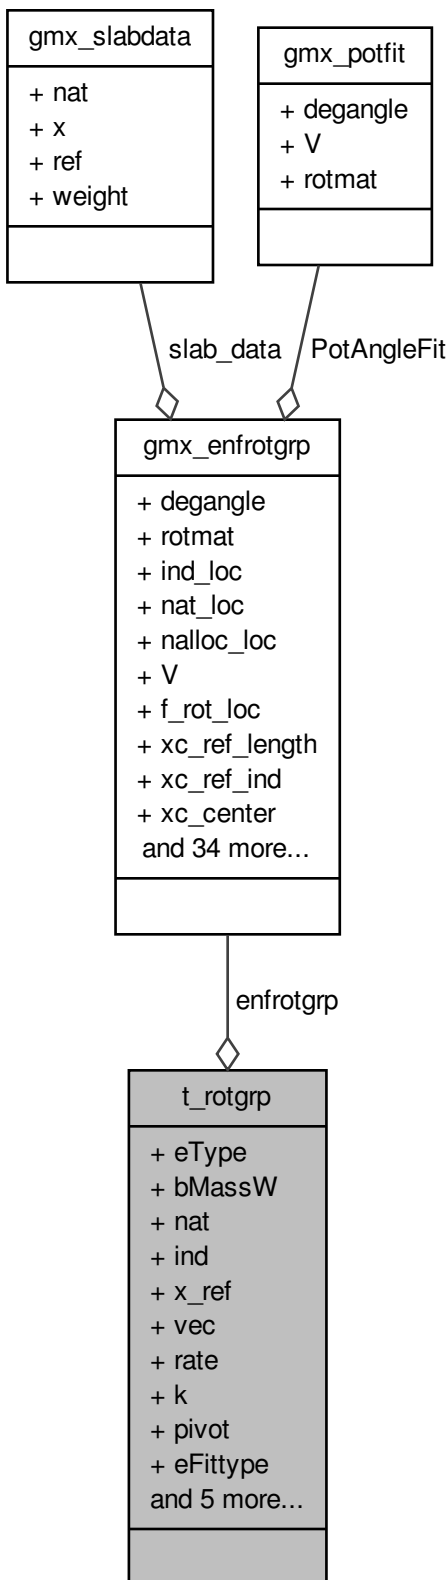 gmx_slabdata
+ nat
+ x
+ ref
+ weight
gmx_potfit
+ degangle
+ V
+ rotmat
slab_data
PotAngleFit
gmx_enfrotgrp
+ degangle
+ rotmat
+ ind_loc
+ nat_loc
+ nalloc_loc
+ V
+ f_rot_loc
+ xc_ref_length
+ xc_ref_ind
+ xc_center
and 34 more...
enfrotgrp
t_rotgrp
+ eType
+ bMassW
+ nat
+ ind
+ x_ref
+ vec
+ rate
+ k
+ pivot
+ eFittype
and 5 more...